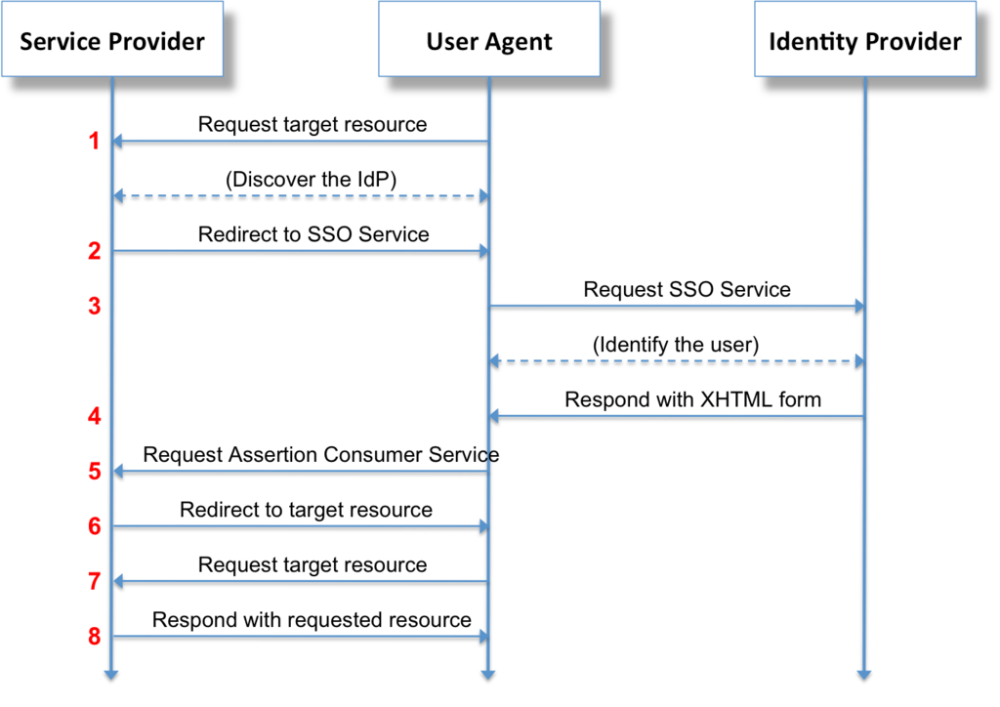 Service Provider
User Agent
Identity Provider
1
Request target resource
(Discover the IdP)
2
Redirect to SSO Service
3
Request SSO Service
(Identify the user)
4
Respond with XHTML form
5
Request Assertion Consumer Service
6
Redirect to target resource
7
Request target resource
8
Respond with requested resource